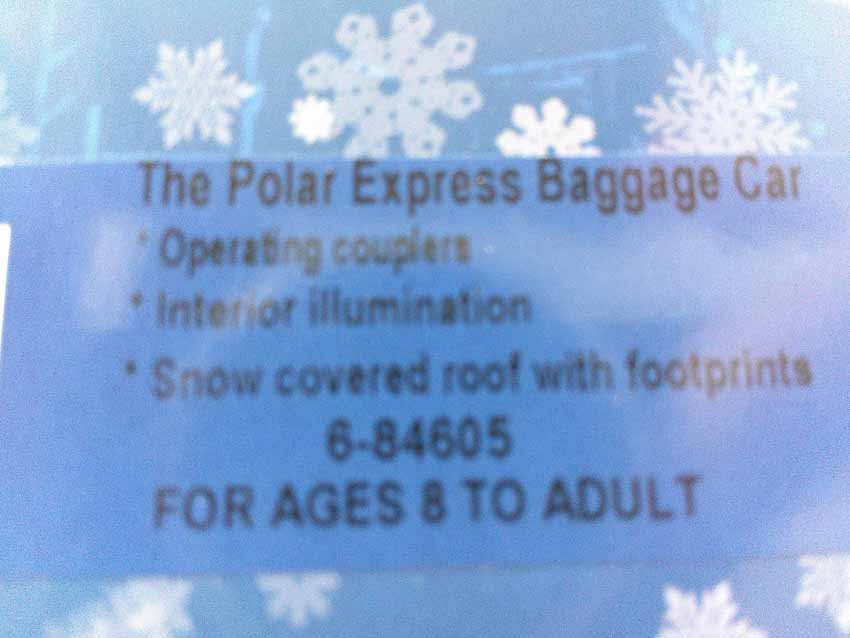 The Polar Express Baggage Car
* Operating couplers
* Interior illumination
* Snow covered roof with footprints
6-84605
FOR AGES 8 TO ADULT